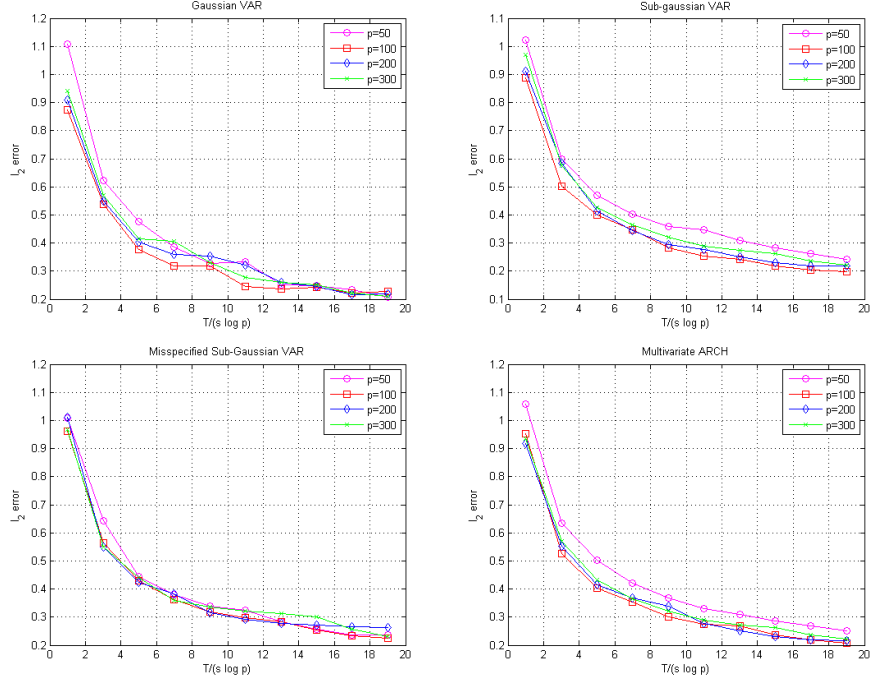 Gaussian VAR
1.2
1.1
1
0.9
0.8
0.7
0.6
0.5
0.4
0.3
0.2
l2 error
0 2 4 6 8 10 12 14 16 18 20
T/(s log p)
p=50
p=100
p=200
p=300
Sub-gaussian VAR
1.1
1
0.9
0.8
0.7
0.6
0.5
0.4
0.3
0.2
0.1
l2 error
0 2 4 6 8 10 12 14 16 18 20
T/(s log p)
p=50
p=100
p=200
p=300
Misspecified Sub-Gaussian VAR
1.2
1.1
1
0.9
0.8
0.7
0.6
0.5
0.4
0.3
0.2
l2 error
0 2 4 6 8 10 12 14 16 18 20
T/(s log p)
p=50
p=100
p=200
p=300
Multivariate ARCH
1.2
1.1
1
0.9
0.8
0.7
0.6
0.5
0.4
0.3
0.2
l2 error
0 2 4 6 8 10 12 14 16 18 20
T/(s log p)
p=50
p=100
p=200
p=300